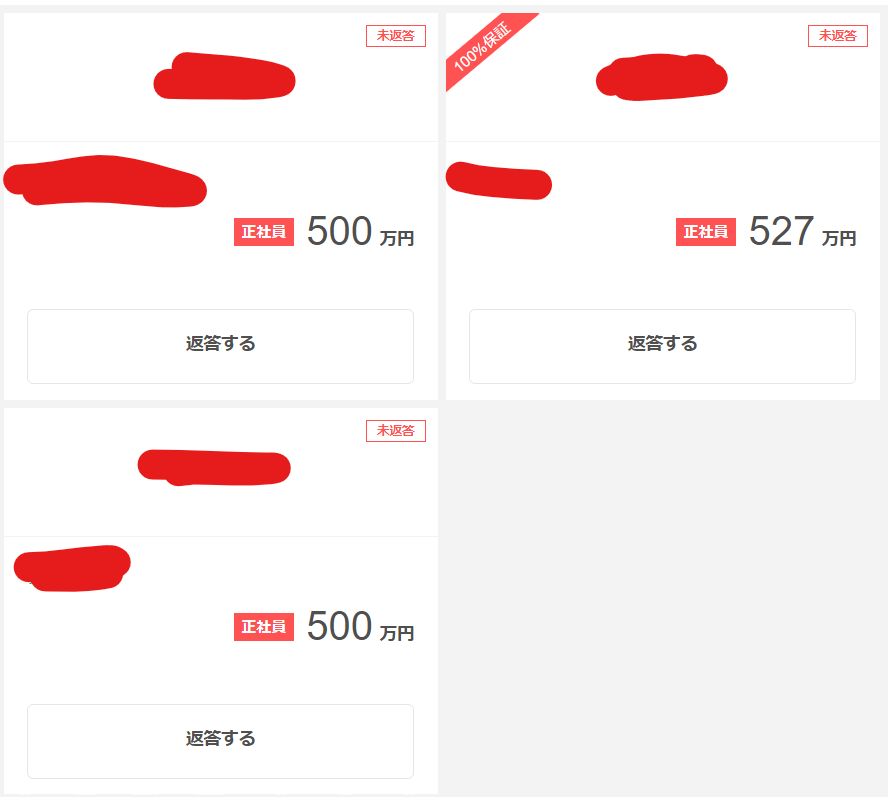 未返答
正社員 500 万円
返答する
100%保証
未返答
正社員 527 万円
返答する
未返答
正社員 500 万円
返答する